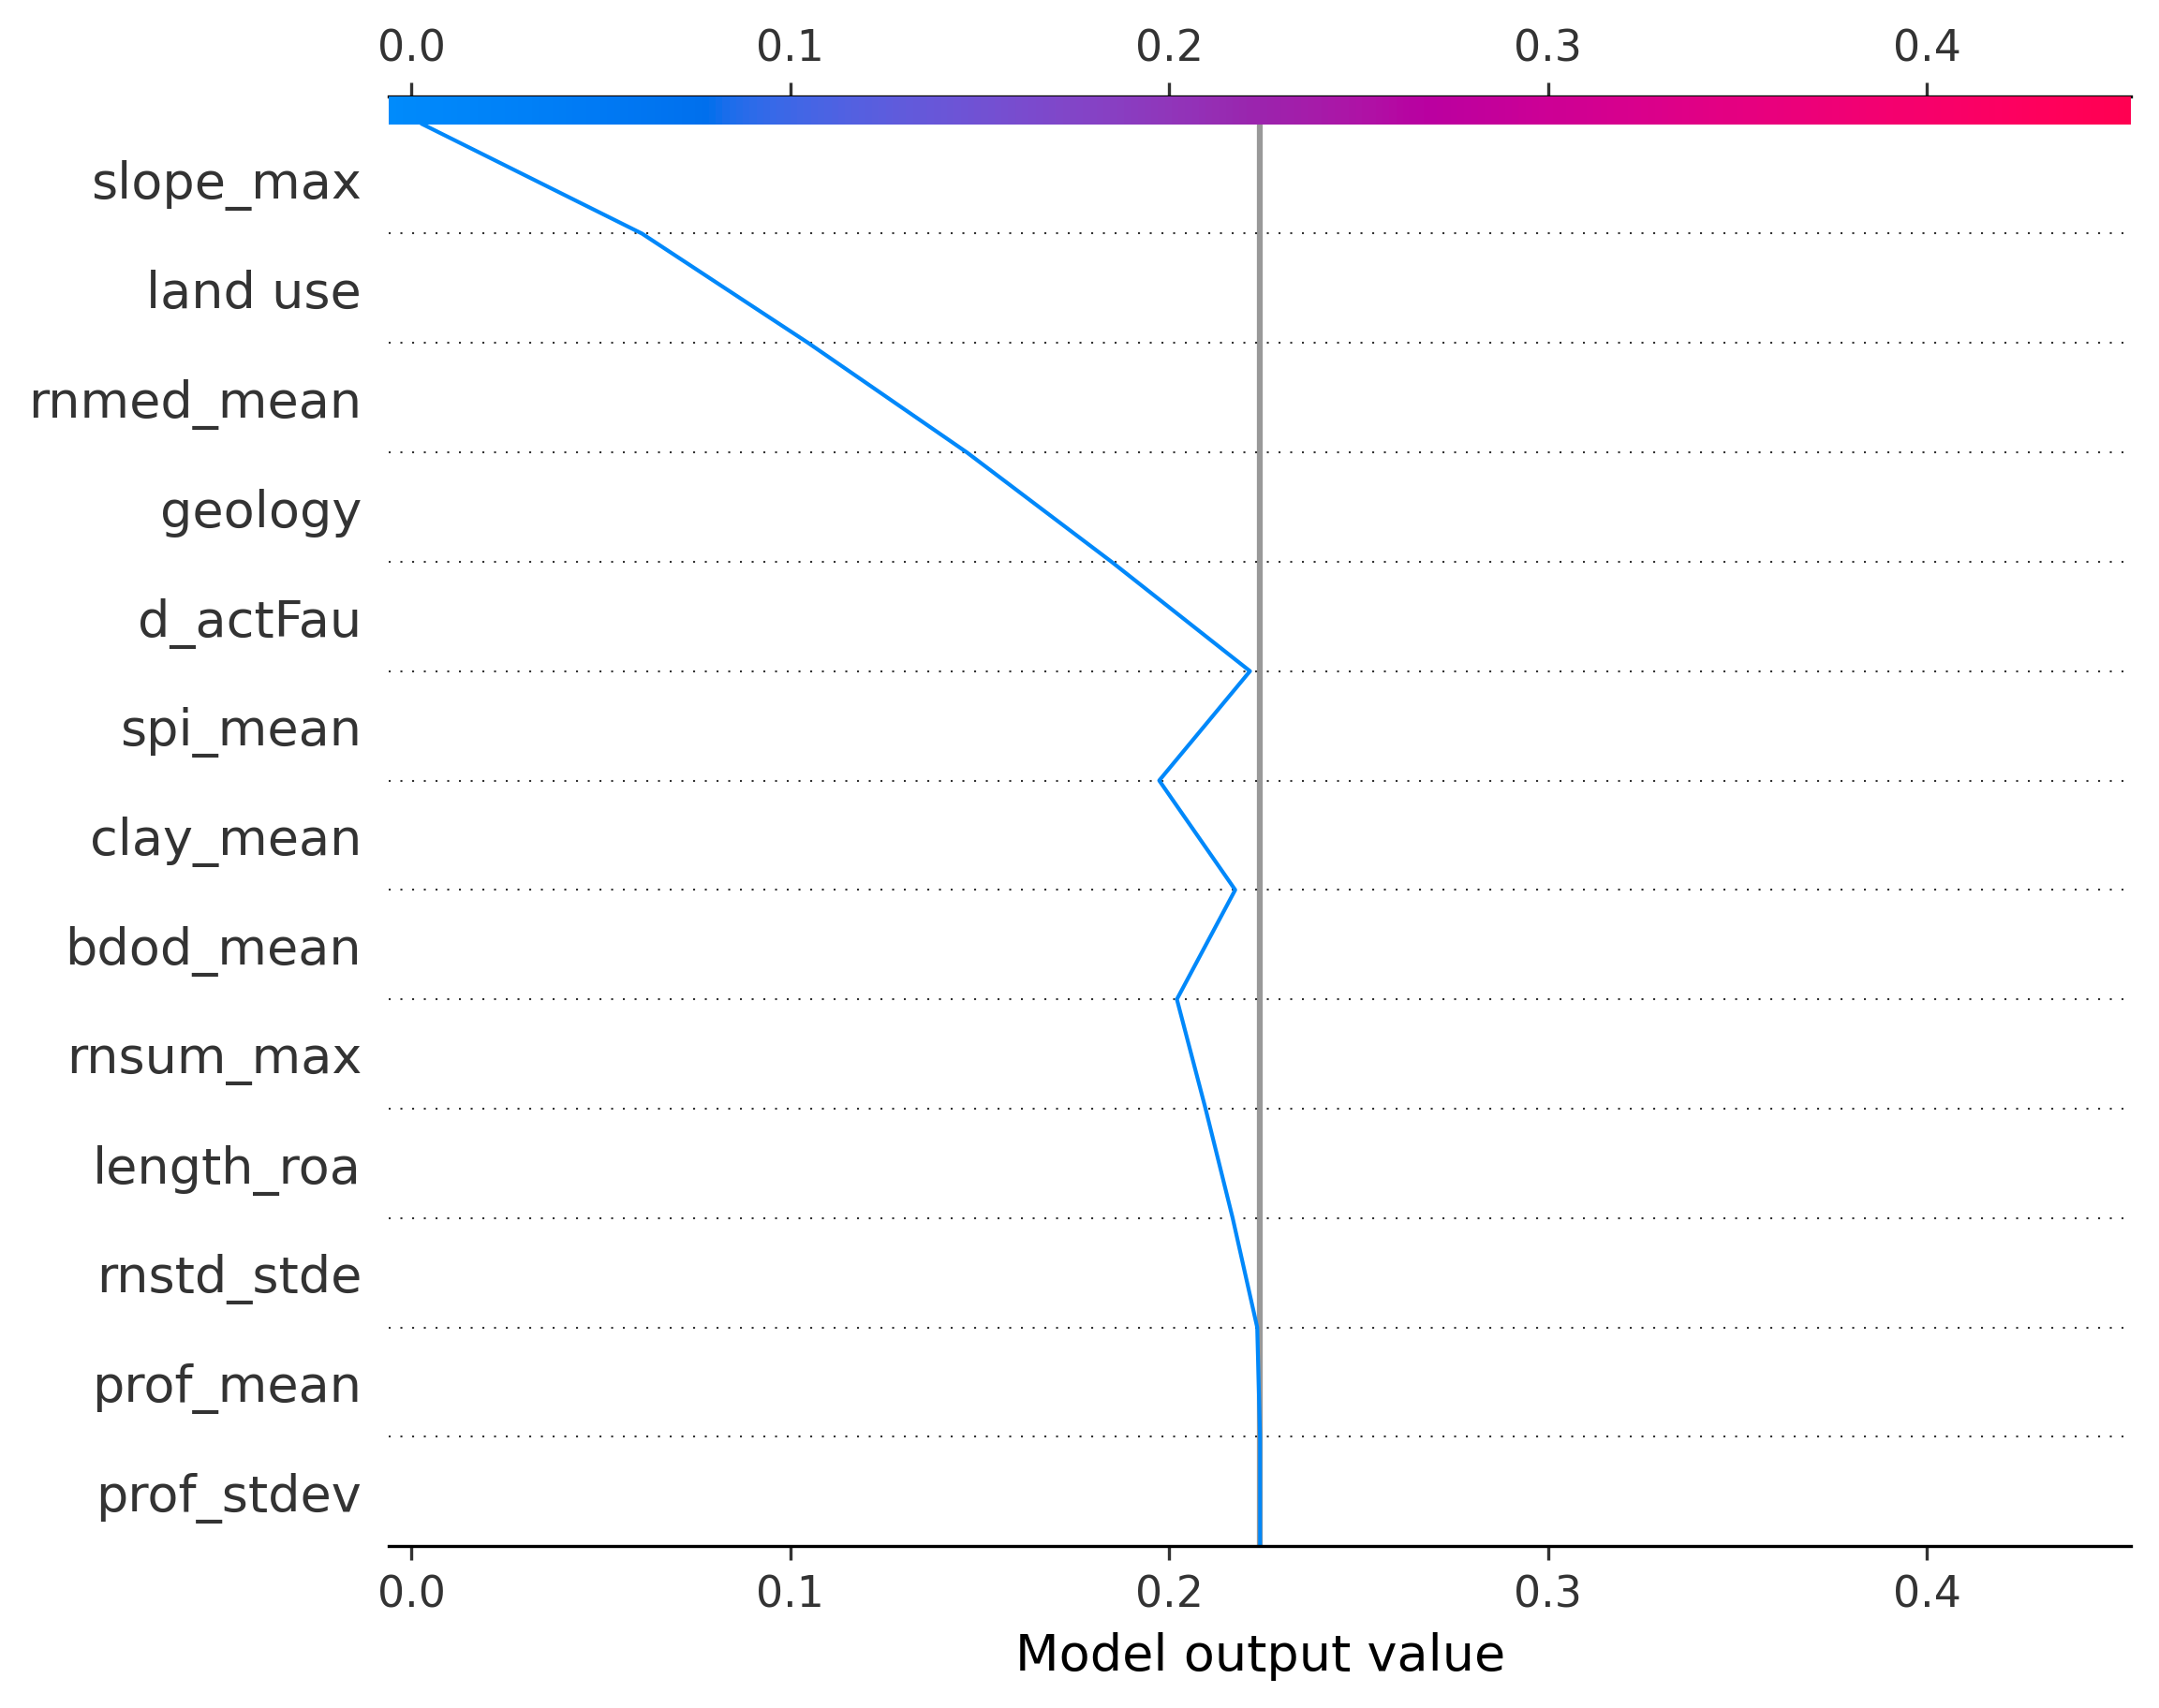 0.0 0.1 0.2 0.3 0.4
slope_max
land use
rnmed_mean
geology
d_actFau
spi_mean
clay_mean
bdod_mean
rnsum_max
length_roa
rnstd_stde
prof_mean
prof_stdev
0.0 0.1 0.2 0.3 0.4
Model output value